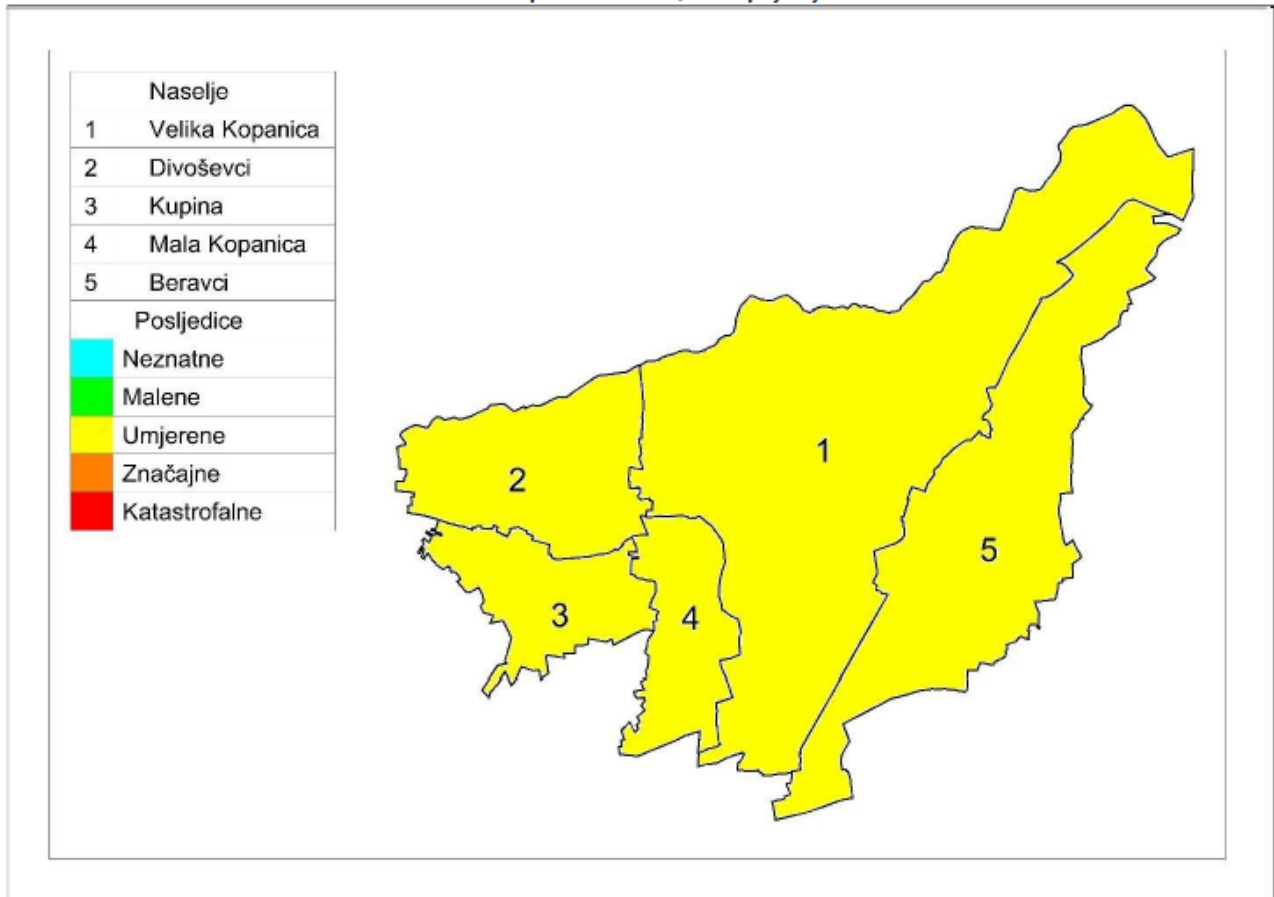 Naselje
1 Velika Kopanica
2 Divoševci
3 Kupina
4 Mala Kopanica
5 Beravci
Posljedice
Neznatne
Malene
Umjerene
Značajne
Katastrofalne
1
2
5
3
4